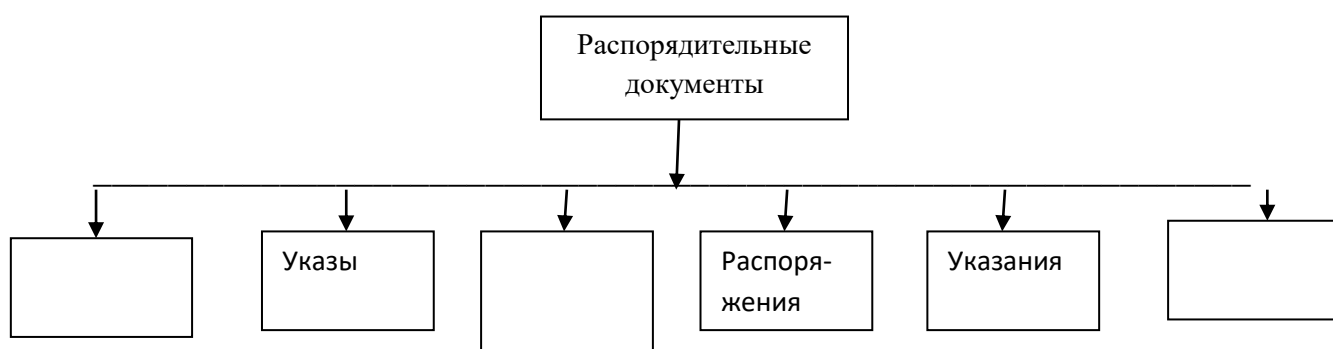 Распорядительные
документы
Указы
Распоря-
жения
Указания